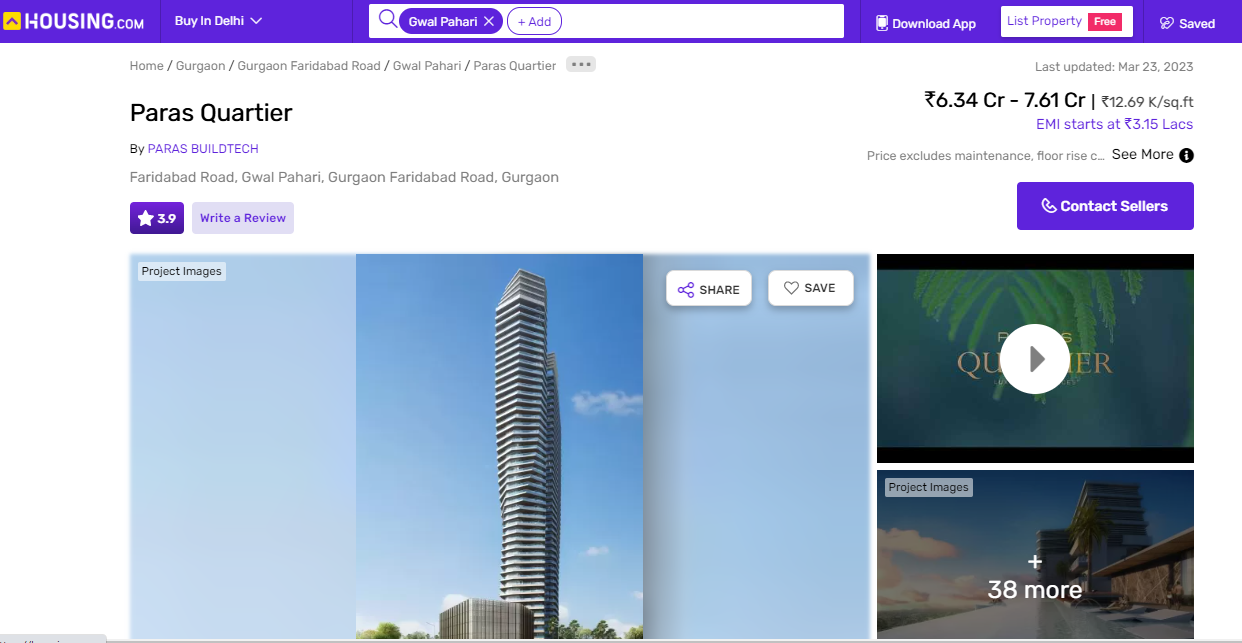 HOUSING.COM
Buy In Delhi
Gwal Pahari
+ Add
Download App
List Property Free
Saved
Home / Gurgaon / Gurgaon Faridabad Road / Gwal Pahari / Paras Quartier
Last updated: Mar 23, 2023
Paras Quartier
₹6.34 Cr - 7.61 Cr | ₹12.69 K/sq.ft
EMI starts at ₹3.15 Lacs
By PARAS BUILDTECH
Price excludes maintenance, floor rise c... See More
Faridabad Road, Gwal Pahari, Gurgaon Faridabad Road, Gurgaon
Contact Sellers
3.9
Write a Review
Project Images
SHARE
SAVE
Project Images
+
38 more